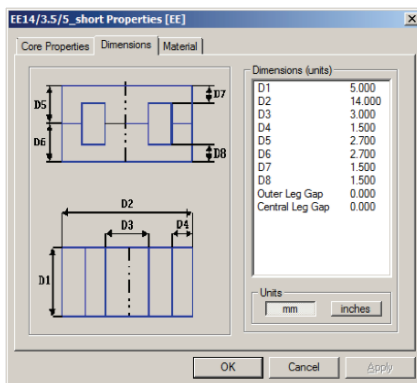 EE14/3.5/5_short Properties [EE]
Core Properties Dimensions Material
D5
D6
D7
D8
D2
D3
D4
D1
Dimensions (units)
D1 5.000
D2 14.000
D3 3.000
D4 1.500
D5 2.700
D6 2.700
D7 1.500
D8 1.500
Outer Leg Gap 0.000
Central Leg Gap 0.000
Units
mm inches
OK Cancel Apply